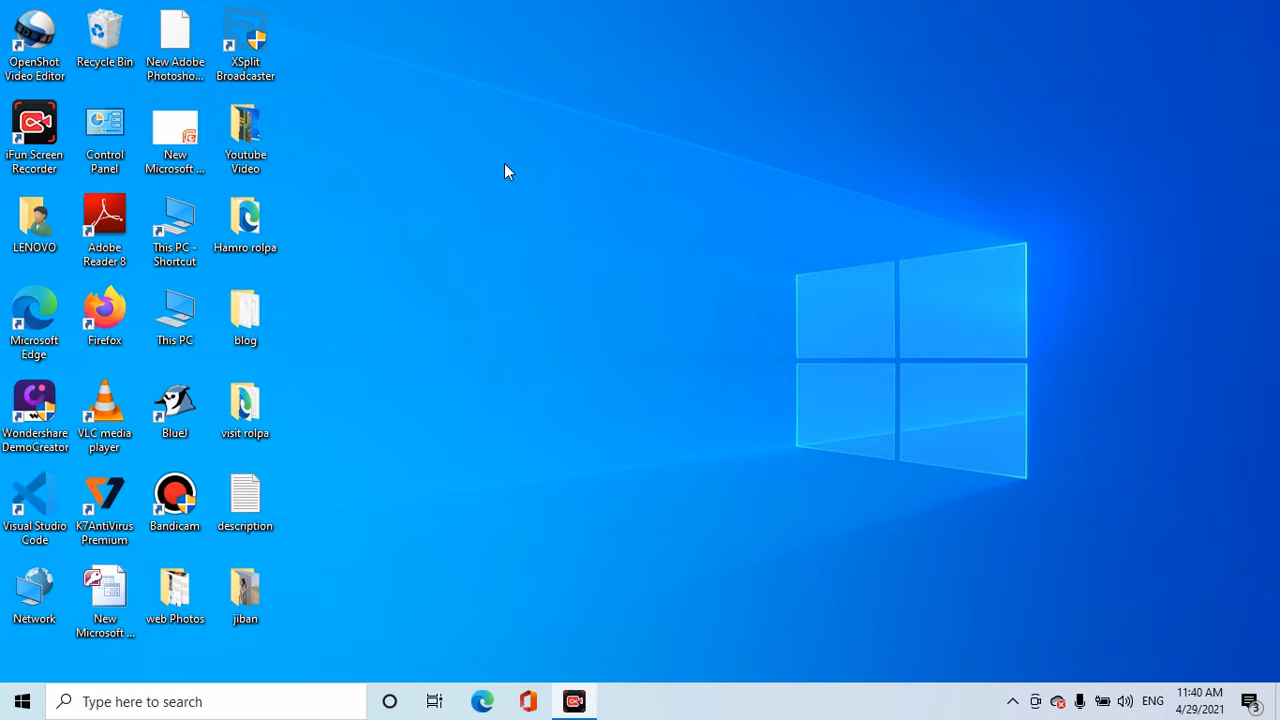 OpenShot
Video Editor
Recycle Bin
New Adobe
Photosho...
XSplit
Broadcaster
iFun Screen
Recorder
Control
Panel
New
Microsoft ...
Youtube
Video
LENOVO
Adobe
Reader 8
This PC -
Shortcut
Hamro rolpa
Microsoft
Edge
Firefox
This PC
blog
Wondershare
DemoCreator
VLC media
player
BlueJ
visit rolpa
Visual Studio
Code
K7AntiVirus
Premium
Bandicam
description
Network
New
Microsoft ...
web Photos
jiban
Type here to search
ENG
11:40 AM
4/29/2021
3